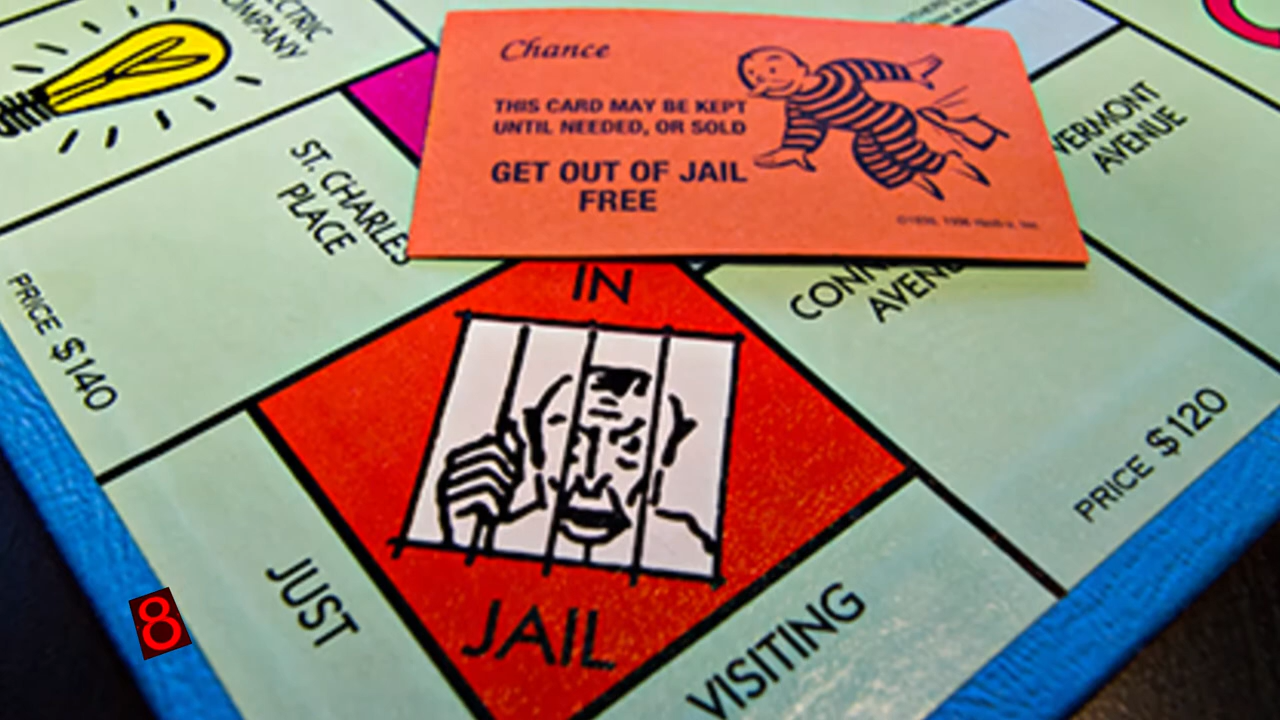 ELECTRIC
COMPANY
Chance
THIS CARD MAY BE KEPT
UNTIL NEEDED, OR SOLD
GET OUT OF JAIL
FREE
VERMONT
AVENUE
ST. CHARLES
PLACE
PRICE $140
IN
JAIL
AVENUE
PRICE $120
JUST
VISITING
8